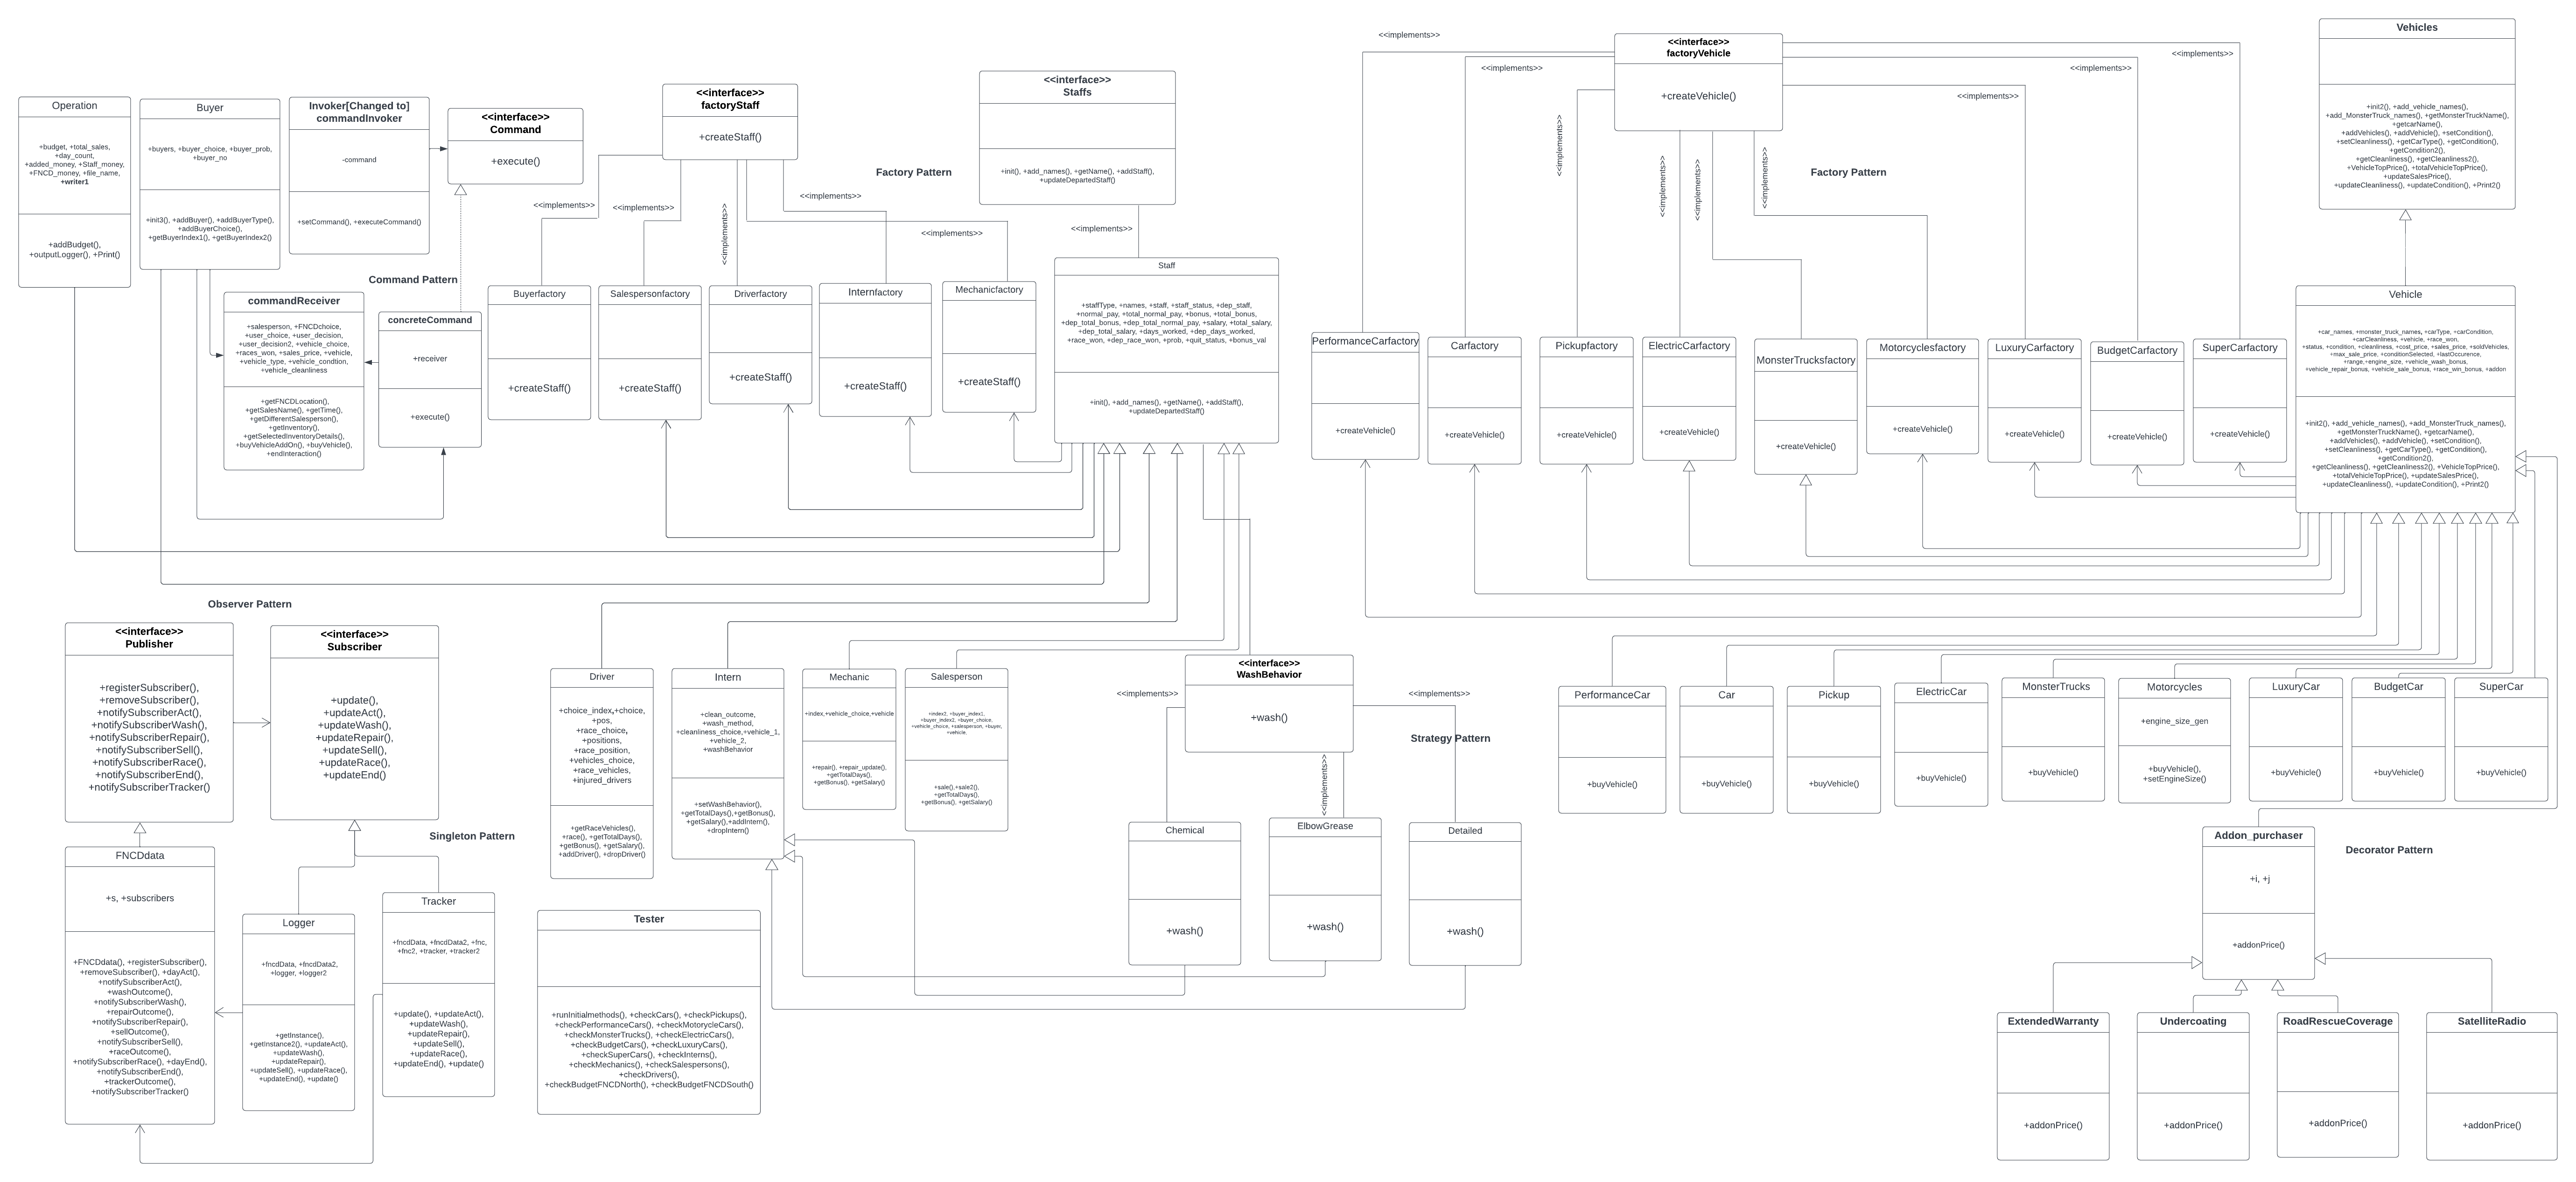 Operation
+budget, +total_sales,
+day_count,
+added_money, +Staff_money,
+FNCD_money, +file_name,
+writer1
+addBudget(),
+outputLogger(), +Print()
Buyer
+buyers, +buyer_choice, +buyer_prob,
+buyer_no
+init3(), +addBuyer(), +addBuyerType(),
+addBuyerChoice(),
+getBuyerIndex1(), +getBuyerIndex2()
Invoker[Changed to]
commandInvoker
-command
+setCommand(), +executeCommand()
<<interface>>
Command
+execute()
Command Pattern
commandReceiver
+salesperson, +FNCDchoice,
+user_choice, +user_decision,
+user_decision2, +vehicle_choice,
+races_won, +sales_price, +vehicle,
+vehicle_type, +vehicle_condition,
+vehicle_cleanliness
+getFNCDLocation(),
+getSalesName(), +getTime(),
+getDifferentSalesperson(),
+getInventory(),
+getSelectedInventoryDetails(),
+buyVehicleAddOn(), +buyVehicle(),
+endInteraction()
concreteCommand
+receiver
+execute()
<<interface>>
factoryStaff
+createStaff()
Factory Pattern
<<implements>>
<<implements>>
<<implements>>
<<implements>>
<<implements>>
Buyerfactory
+createStaff()
Salespersonfactory
+createStaff()
Driverfactory
+createStaff()
Internfactory
+createStaff()
Mechanicfactory
+createStaff()
<<interface>>
Staffs
+init(), +add_names(), +getName(), +addStaff(),
+updateDepartedStaff()
<<implements>>
Staff
+staffType, +names, +staff, +staff_status, +dep_staff,
+normal_pay, +total_normal_pay, +bonus, +total_bonus,
+dep_total_bonus, +dep_total_normal_pay, +salary, +total_salary,
+dep_total_salary, +days_worked, +dep_days_worked,
+race_won, +dep_race_won, +prob, +quit_status, +bonus_val
+init(), +add_names(), +getName(), +addStaff(),
+updateDepartedStaff()
<<interface>>
factoryVehicle
+createVehicle()
Factory Pattern
<<implements>>
<<implements>>
<<implements>>
<<implements>>
<<implements>>
<<implements>>
<<implements>>
<<implements>>
<<implements>>
PerformanceCarfactory
+createVehicle()
Carfactory
+createVehicle()
Pickupfactory
+createVehicle()
ElectricCarfactory
+createVehicle()
MonsterTrucksfactory
+createVehicle()
Motorcyclesfactory
+createVehicle()
LuxuryCarfactory
+createVehicle()
BudgetCarfactory
+createVehicle()
SuperCarfactory
+createVehicle()
Vehicles
+init2(), +add_vehicle_names(),
+add_MonsterTruck_names(), +getMonsterTruckName(),
+getcarName(),
+addVehicles(), +addVehicle(), +setCondition(),
+setCleanliness(), +getCarType(), +getCondition(),
+getCondition2(),
+getCleanliness(), +getCleanliness2(),
+VehicleTopPrice(), +totalVehicleTopPrice(),
+updateSalesPrice(),
+updateCleanliness(), +updateCondition(), +Print2()
Vehicle
+car_names, +monster_truck_names, +carType, +carCondition,
+carCleanliness, +vehicle, +race_won,
+status, +condition, +cleanliness, +cost_price, +sales_price, +soldVehicles,
+max_sale_price, +conditionSelected, +lastOccurence,
+range,+engine_size, +vehicle_wash_bonus,
+vehicle_repair_bonus, +vehicle_sale_bonus, +race_win_bonus, +addon
+init2(), +add_vehicle_names(), +add_MonsterTruck_names(),
+getMonsterTruckName(), +getcarName(),
+addVehicles(), +addVehicle(), +setCondition(),
+setCleanliness(), +getCarType(), +getCondition(),
+getCondition2(),
+getCleanliness(), +getCleanliness2(), +VehicleTopPrice(),
+totalVehicleTopPrice(), +updateSalesPrice(),
+updateCleanliness(), +updateCondition(), +Print2()
Observer Pattern
<<interface>>
Publisher
+registerSubscriber(),
+removeSubscriber(),
+notifySubscriberAct(),
+notifySubscriberWash(),
+notifySubscriberRepair(),
+notifySubscriberSell(),
+notifySubscriberRace(),
+notifySubscriberEnd(),
+notifySubscriberTracker()
<<interface>>
Subscriber
+update(),
+updateAct(),
+updateWash(),
+updateRepair(),
+updateSell(),
+updateRace(),
+updateEnd()
Singleton Pattern
FNCDdata
+s, +subscribers
+FNCDdata(), +registerSubscriber(),
+removeSubscriber(), +dayAct(),
+notifySubscriberAct(),
+washOutcome(),
+notifySubscriberWash(),
+repairOutcome(),
+notifySubscriberRepair(),
+sellOutcome(),
+notifySubscriberSell(),
+raceOutcome(),
+notifySubscriberRace(), +dayEnd(),
+notifySubscriberEnd(),
+trackerOutcome(),
+notifySubscriberTracker()
Logger
+fncdData, +fncdData2,
+logger, +logger2
+getInstance(),
+getInstance2(), +updateAct(),
+updateWash(),
+updateRepair(),
+updateSell(), +updateRace(),
+updateEnd(), +update()
Tracker
+fncdData, +fncdData2, +fnc,
+fnc2, +tracker, +tracker2
+update(), +updateAct(),
+updateWash(),
+updateRepair(),
+updateSell(),
+updateRace(),
+updateEnd(), +update()
Driver
+choice_index,+choice,
+pos,
+race_choice,
+positions,
+race_position,
+vehicles_choice,
+race_vehicles,
+injured_drivers
+getRaceVehicles(),
+race(), +getTotalDays(),
+getBonus(), +getSalary(),
+addDriver(), +dropDriver()
Intern
+clean_outcome,
+wash_method,
+cleanliness_choice,+vehicle_1,
+vehicle_2,
+washBehavior
+setWashBehavior(),
+getTotalDays(),+getBonus(),
+getSalary(),+addIntern(),
+dropIntern()
Mechanic
+index,+vehicle_choice,+vehicle
+repair(), +repair_update(),
+getTotalDays(),
+getBonus(), +getSalary()
Salesperson
+index2, +buyer_index1,
+buyer_index2, +buyer_choice,
+vehicle_choice, +salesperson, +buyer,
+vehicle,
+sale(),+sale2(),
+getTotalDays(),
+getBonus(), +getSalary()
Tester
+runInitialmethods(), +checkCars(), +checkPickups(),
+checkPerformanceCars(), +checkMotorycleCars(),
+checkMonsterTrucks(), +checkElectricCars(),
+checkBudgetCars(), +checkLuxuryCars(),
+checkSuperCars(), +checkInterns(),
+checkMechanics(), +checkSalespersons(),
+checkDrivers(),
+checkBudgetFNCDNorth(), +checkBudgetFNCDSouth()
<<interface>>
WashBehavior
+wash()
<<implements>>
<<implements>>
<<implements>>
Strategy Pattern
Chemical
+wash()
ElbowGrease
+wash()
Detailed
+wash()
PerformanceCar
+buyVehicle()
Car
+buyVehicle()
Pickup
+buyVehicle()
ElectricCar
+buyVehicle()
MonsterTrucks
+buyVehicle()
Motorcycles
+engine_size_gen
+buyVehicle(),
+setEngineSize()
LuxuryCar
+buyVehicle()
BudgetCar
+buyVehicle()
SuperCar
+buyVehicle()
Addon_purchaser
+i, +j
+addonPrice()
Decorator Pattern
ExtendedWarranty
+addonPrice()
Undercoating
+addonPrice()
RoadRescueCoverage
+addonPrice()
SatelliteRadio
+addonPrice()